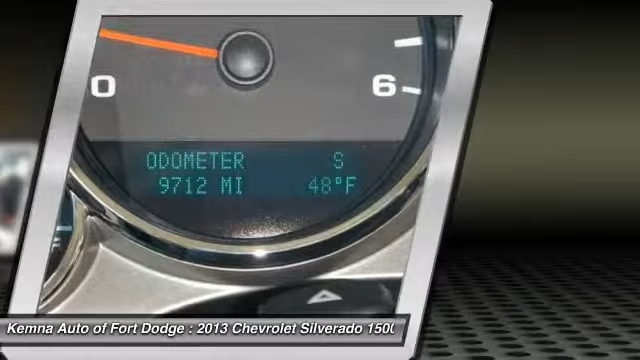 0 6
ODOMETER S
9712 MI 48°F
Kemna Auto of Fort Dodge : 2013 Chevrolet Silverado 1500